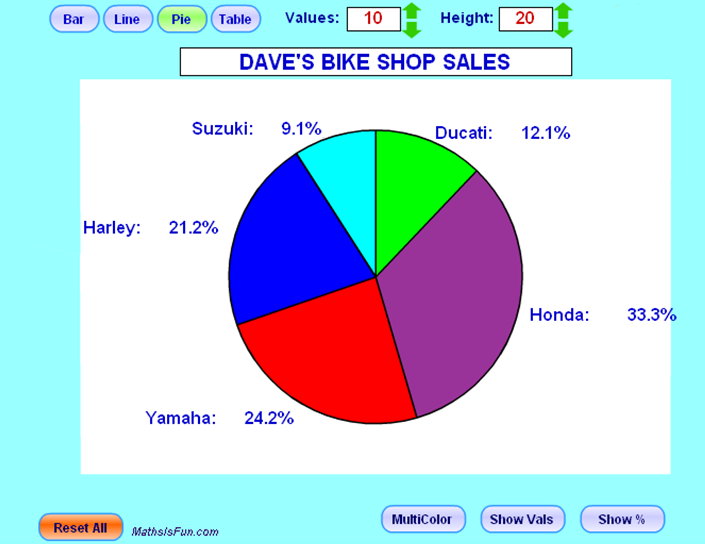 Bar Line Pie Table Values: 10 Height: 20
DAVE'S BIKE SHOP SALES
Suzuki: 9.1%
Ducati: 12.1%
Harley: 21.2%
Honda: 33.3%
Yamaha: 24.2%
MultiColor Show Vals Show %
Reset All MathsIsFun.com